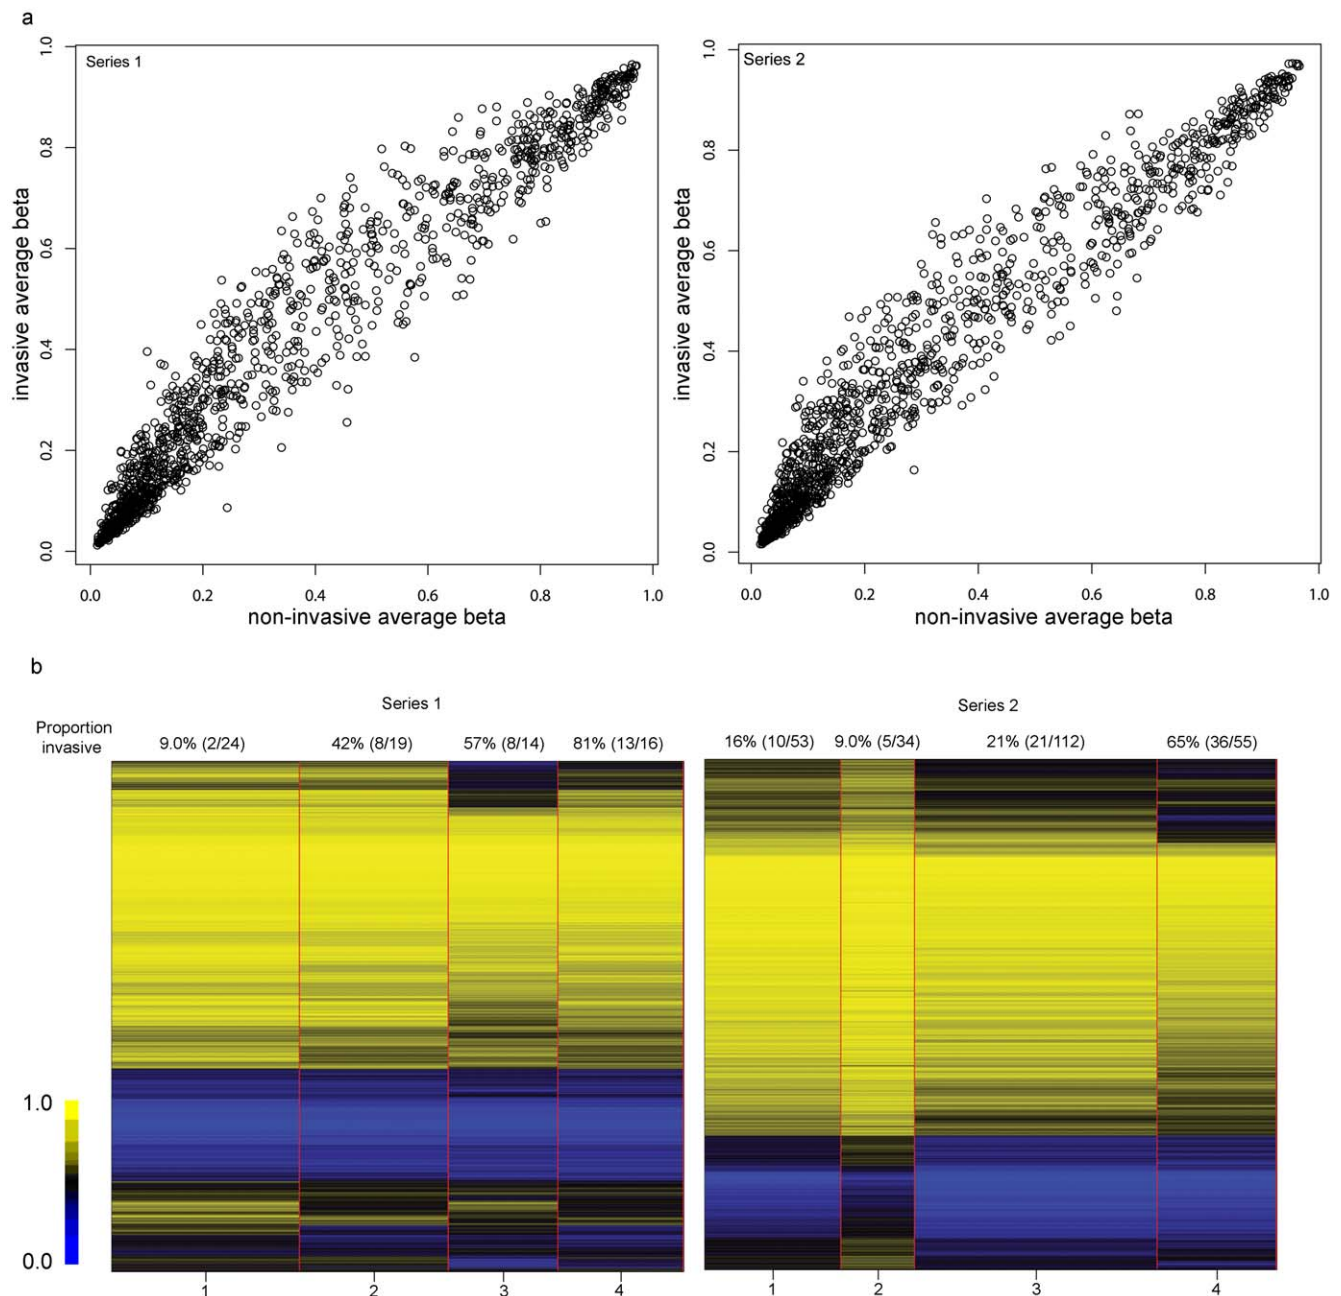 a
Series 1
Series 2
1.0
0.8
0.6
0.4
0.2
0.0
invasive average beta
0.0 0.2 0.4 0.6 0.8 1.0
non-invasive average beta
1.0
0.8
0.6
0.4
0.2
0.0
invasive average beta
0.0 0.2 0.4 0.6 0.8 1.0
non-invasive average beta
b
Series 1
Series 2
Proportion
invasive
9.0% (2/24) 42% (8/19) 57% (8/14) 81% (13/16)
16% (10/53) 9.0% (5/34) 21% (21/112) 65% (36/55)
1.0
0.0
1 2 3 4
1 2 3 4